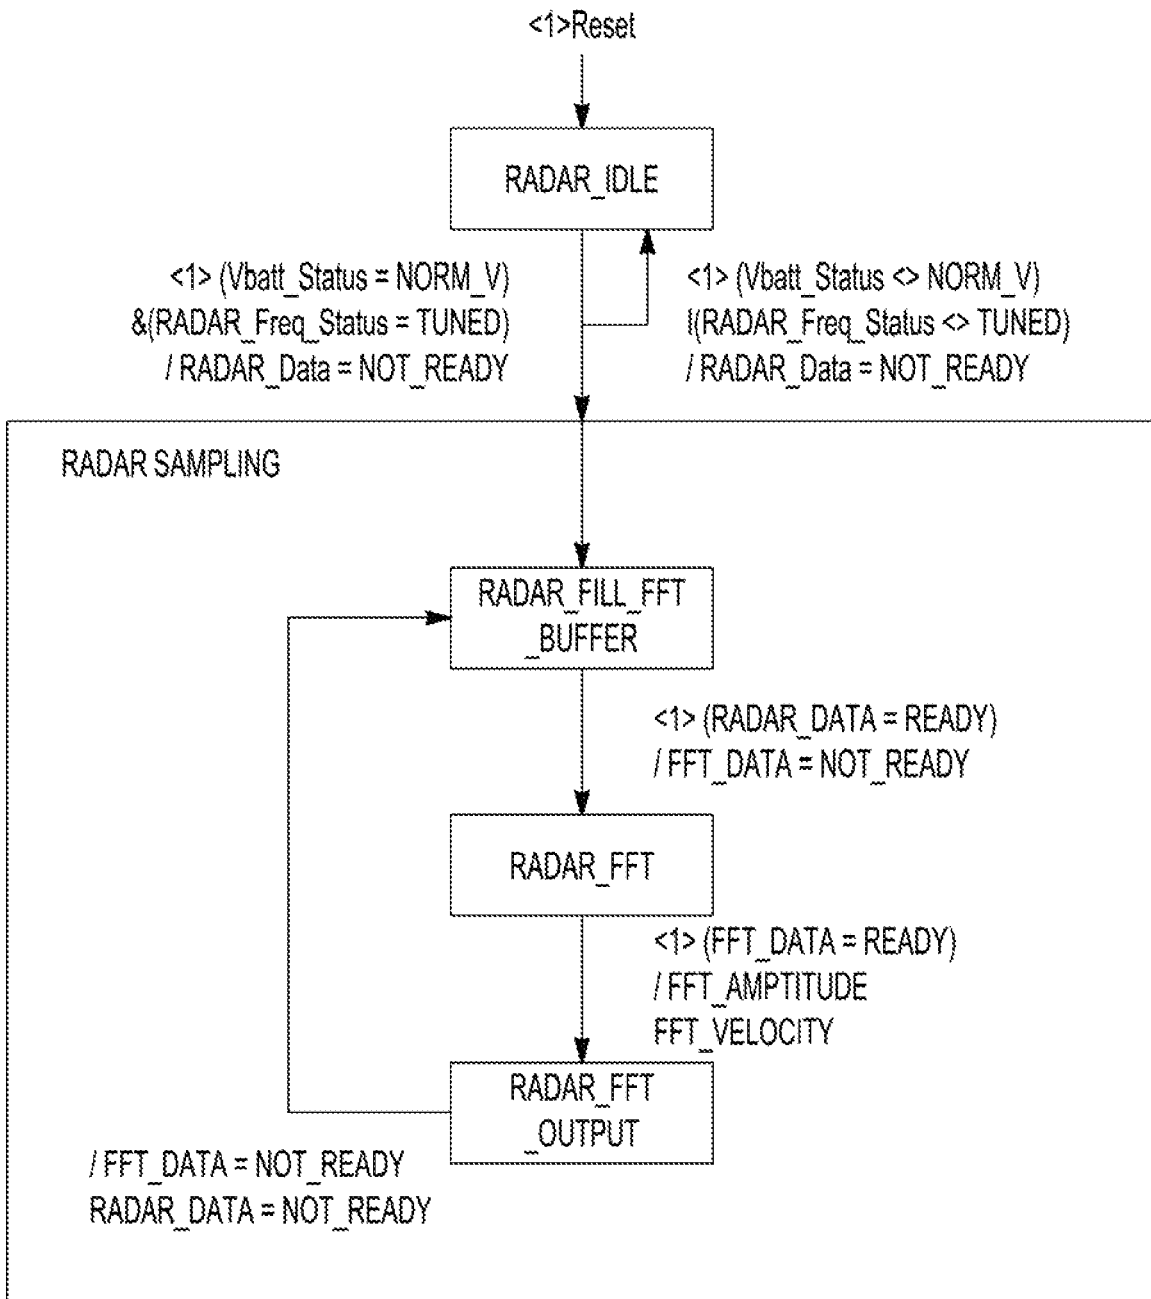 <1>Reset
RADAR_IDLE
<1> (Vbatt_Status = NORM_V)
&(RADAR_Freq_Status = TUNED)
/ RADAR_Data = NOT_READY
<1> (Vbatt_Status <> NORM_V)
|(RADAR_Freq_Status <> TUNED)
/ RADAR_Data = NOT_READY
RADAR SAMPLING
RADAR_FILL_FFT
_BUFFER
<1> (RADAR_DATA = READY)
/ FFT_DATA = NOT_READY
RADAR_FFT
<1> (FFT_DATA = READY)
/ FFT_AMPTITUDE
FFT_VELOCITY
RADAR_FFT
_OUTPUT
/ FFT_DATA = NOT_READY
RADAR_DATA = NOT_READY